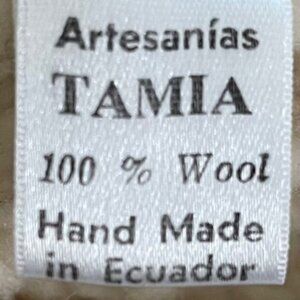 Artesanías
TAMIA
100 % Wool
Hand Made
in Ecuador